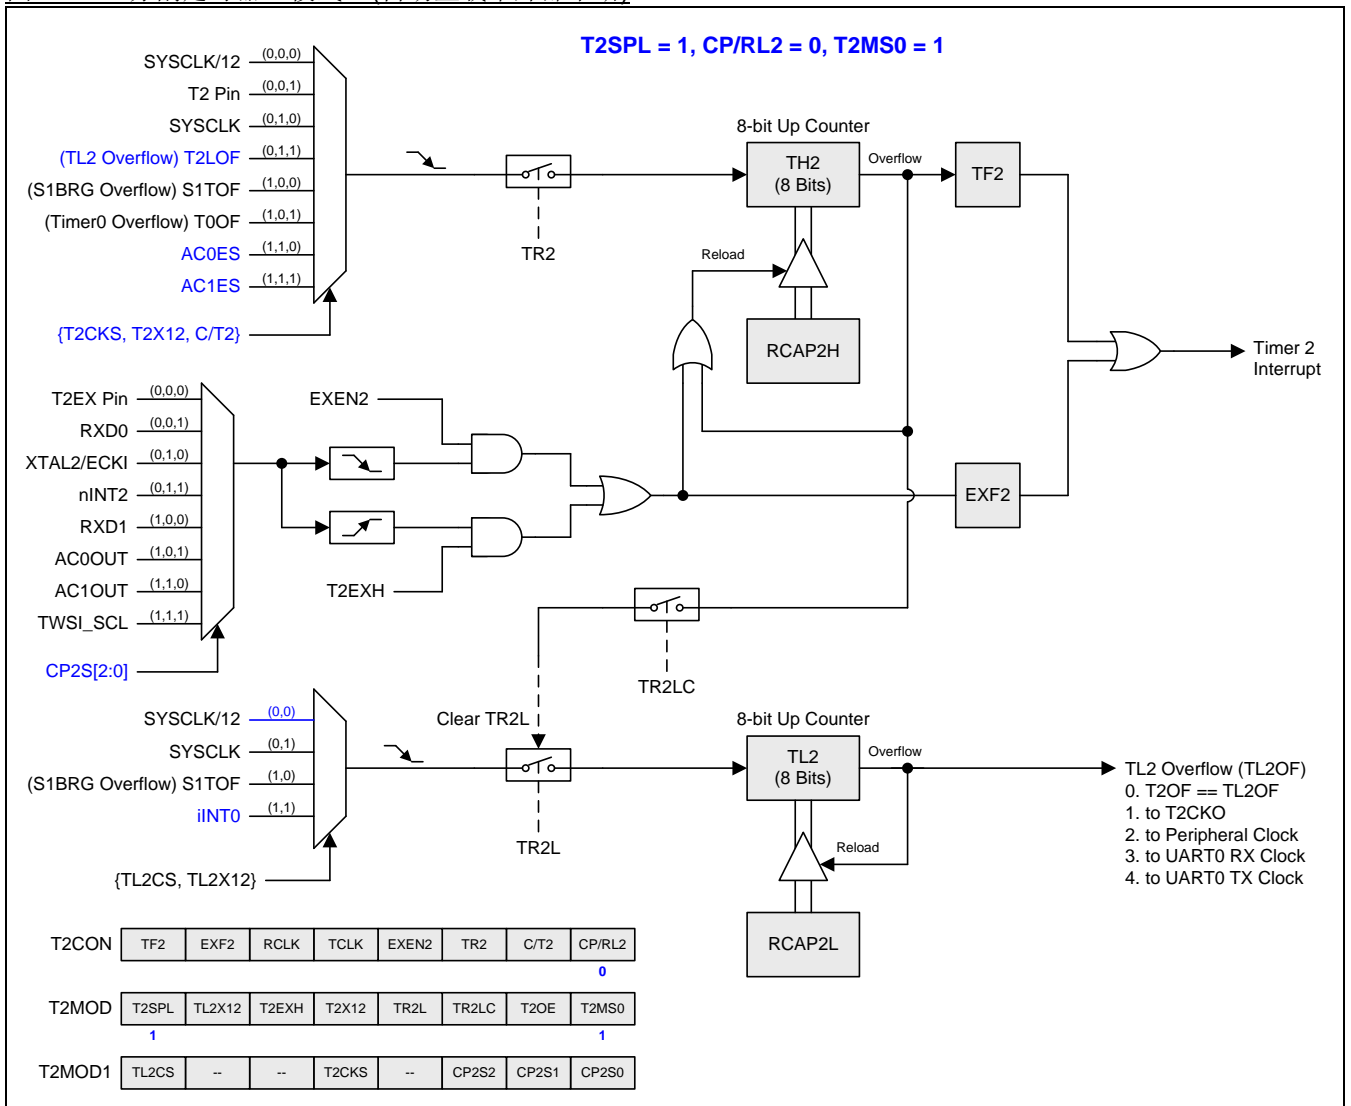 T2SPL = 1, CP/RL2 = 0, T2MS0 = 1
SYSCLK/12 (0,0,0)
T2 Pin (0,0,1)
SYSCLK (0,1,0)
(TL2 Overflow) T2LOF (0,1,1)
(S1BRG Overflow) S1TOF (1,0,0)
(Timer0 Overflow) T0OF (1,0,1)
AC0ES (1,1,0)
AC1ES (1,1,1)
{T2CKS, T2X12, C/T2}
TR2
8-bit Up Counter
TH2
(8 Bits)
Overflow
TF2
Reload
RCAP2H
Timer 2
Interrupt
T2EX Pin (0,0,0)
RXD0 (0,0,1)
XTAL2/ECKI (0,1,0)
nINT2 (0,1,1)
RXD1 (1,0,0)
AC0OUT (1,0,1)
AC1OUT (1,1,0)
TWSI_SCL (1,1,1)
CP2S[2:0]
EXEN2
T2EXH
EXF2
TR2LC
Clear TR2L
SYSCLK/12 (0,0)
SYSCLK (0,1)
(S1BRG Overflow) S1TOF (1,0)
iINT0 (1,1)
{TL2CS, TL2X12}
TR2L
8-bit Up Counter
TL2
(8 Bits)
Overflow
Reload
RCAP2L
TL2 Overflow (TL2OF)
0. T2OF == TL2OF
1. to T2CKO
2. to Peripheral Clock
3. to UART0 RX Clock
4. to UART0 TX Clock
T2CON TF2 EXF2 RCLK TCLK EXEN2 TR2 C/T2 CP/RL2
0
T2MOD T2SPL TL2X12 T2EXH T2X12 TR2L TR2LC T2OE T2MS0
1 1
T2MOD1 TL2CS -- -- T2CKS -- CP2S2 CP2S1 CP2S0